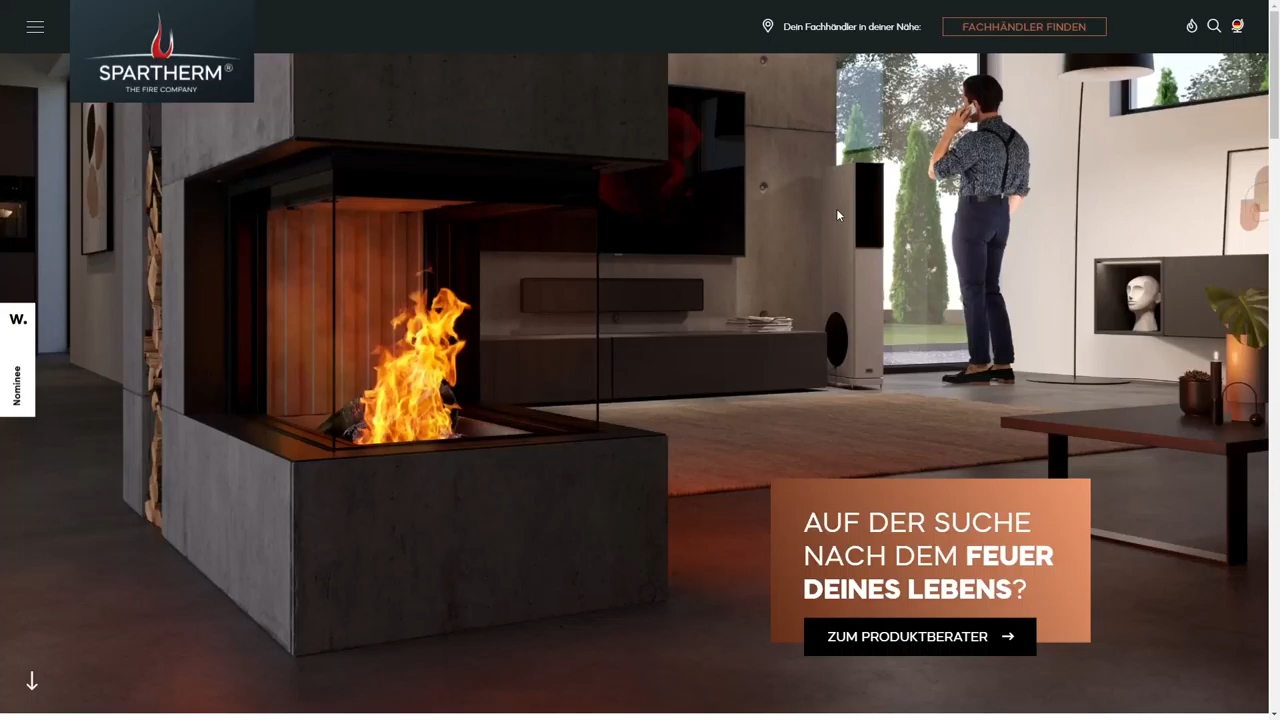 SPARTHERM®
THE FIRE COMPANY
Dein Fachhändler in deiner Nähe:
FACHHÄNDLER FINDEN
W.
Nominee
AUF DER SUCHE
NACH DEM FEUER
DEINES LEBENS?
ZUM PRODUKTBERATER →